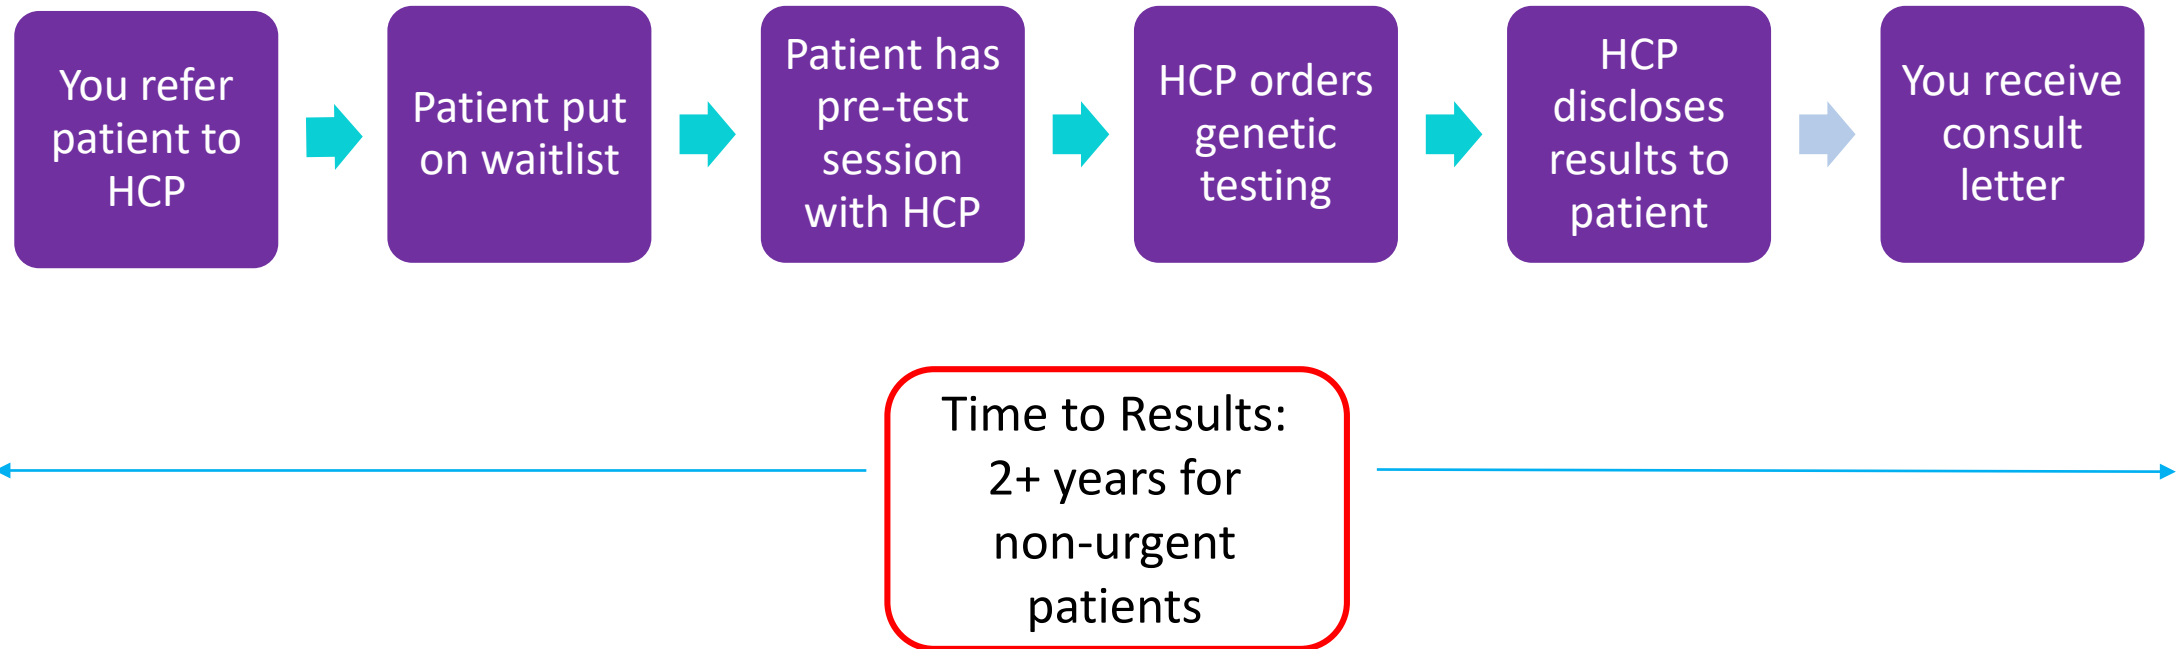 You refer
patient to
HCP
Patient put
on waitlist
Patient has
pre-test
session
with HCP
HCP orders
genetic
testing
HCP
discloses
results to
patient
You receive
consult
letter
Time to Results:
2+ years for
non-urgent
patients